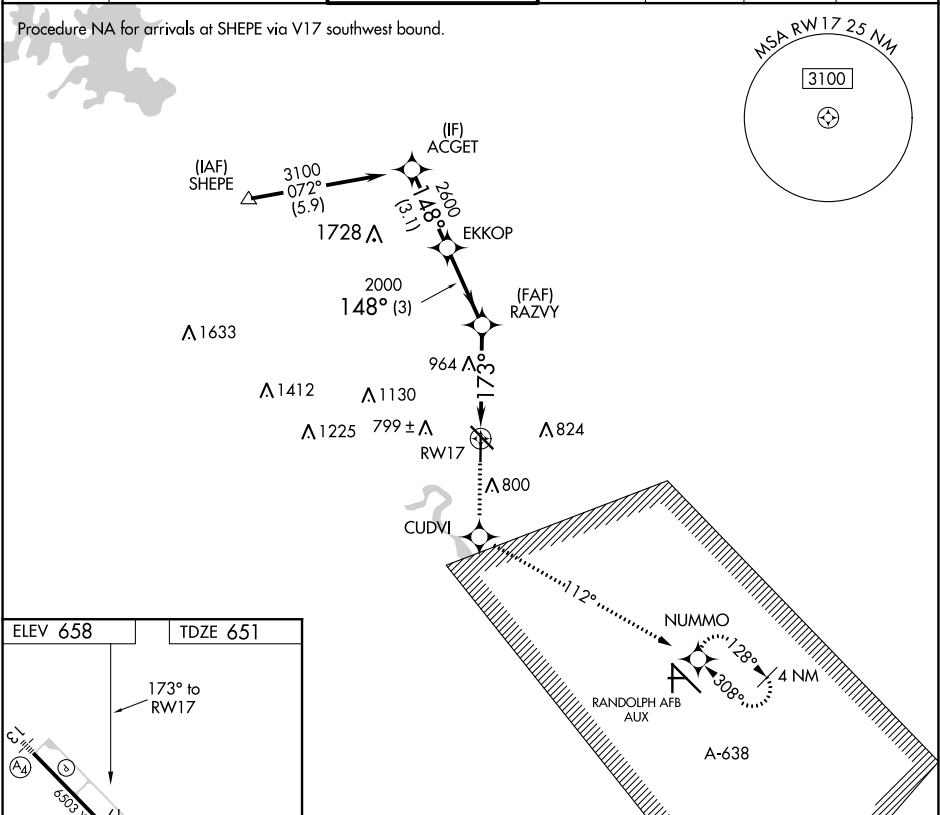 Procedure NA for arrivals at SHEPE via V17 southwest bound.
MSA RW17 25 NM
3100
(IF)
ACGET
(IAF)
SHEPE
3100
072°
(5.9)
2600
148°
(3.1)
1728
EKKOP
2000
148° (3)
(FAF)
RAZVY
1633
964
173°
1412
1130
1225
799 ±
824
RW17
800
CUDVI
112°
NUMMO
128°
308°
4 NM
RANDOLPH AFB
AUX
A-638
ELEV 658
TDZE 651
173° to
RW17
13
A4
P
6503